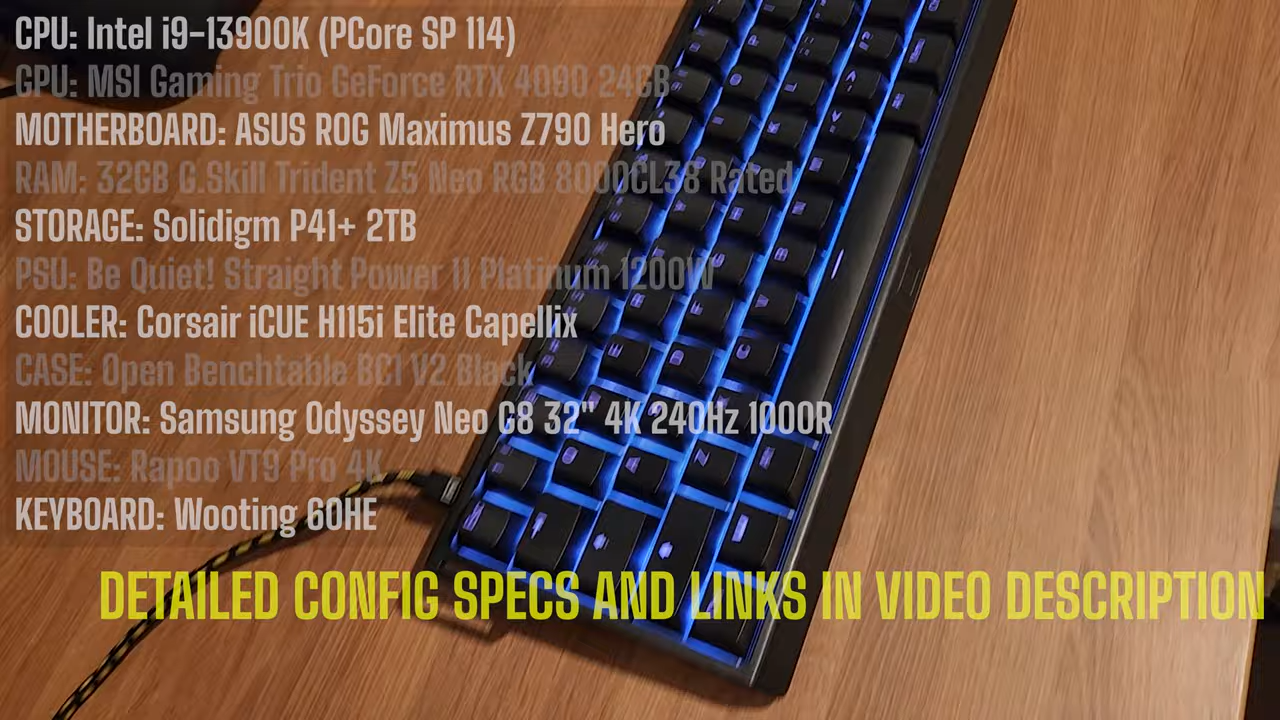 CPU: Intel i9-13900K (PCore SP 114)
GPU: MSI Gaming Trio GeForce RTX 4090 24GB
MOTHERBOARD: ASUS ROG Maximus Z790 Hero
RAM: 32GB G.Skill Trident Z5 Neo RGB 8000CL38 Rated
STORAGE: Solidigm P41+ 2TB
PSU: Be Quiet! Straight Power 11 Platinum 1200W
COOLER: Corsair iCUE H115i Elite Capellix
CASE: Open Benchtable BC1 V2 Black
MONITOR: Samsung Odyssey Neo G8 32" 4K 240Hz 1000R
MOUSE: Rapoo VT9 Pro 4K
KEYBOARD: Wooting 60HE
DETAILED CONFIG SPECS AND LINKS IN VIDEO DESCRIPTION